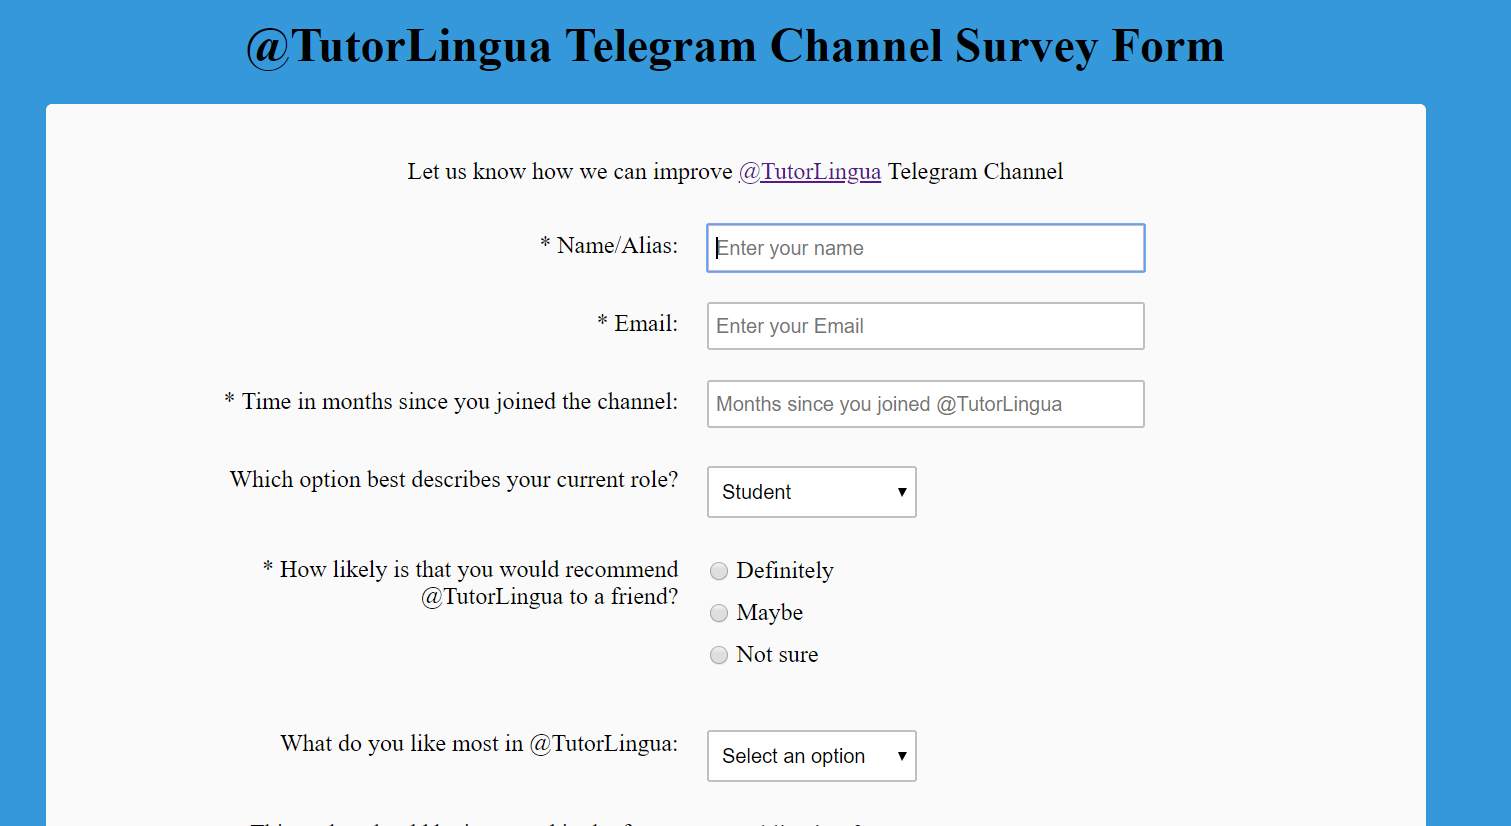 @TutorLingua Telegram Channel Survey Form
Let us know how we can improve @TutorLingua Telegram Channel
* Name/Alias: Enter your name
* Email: Enter your Email
* Time in months since you joined the channel: Months since you joined @TutorLingua
Which option best describes your current role? Student
* How likely is that you would recommend
@TutorLingua to a friend?
Definitely
Maybe
Not sure
What do you like most in @TutorLingua: Select an option